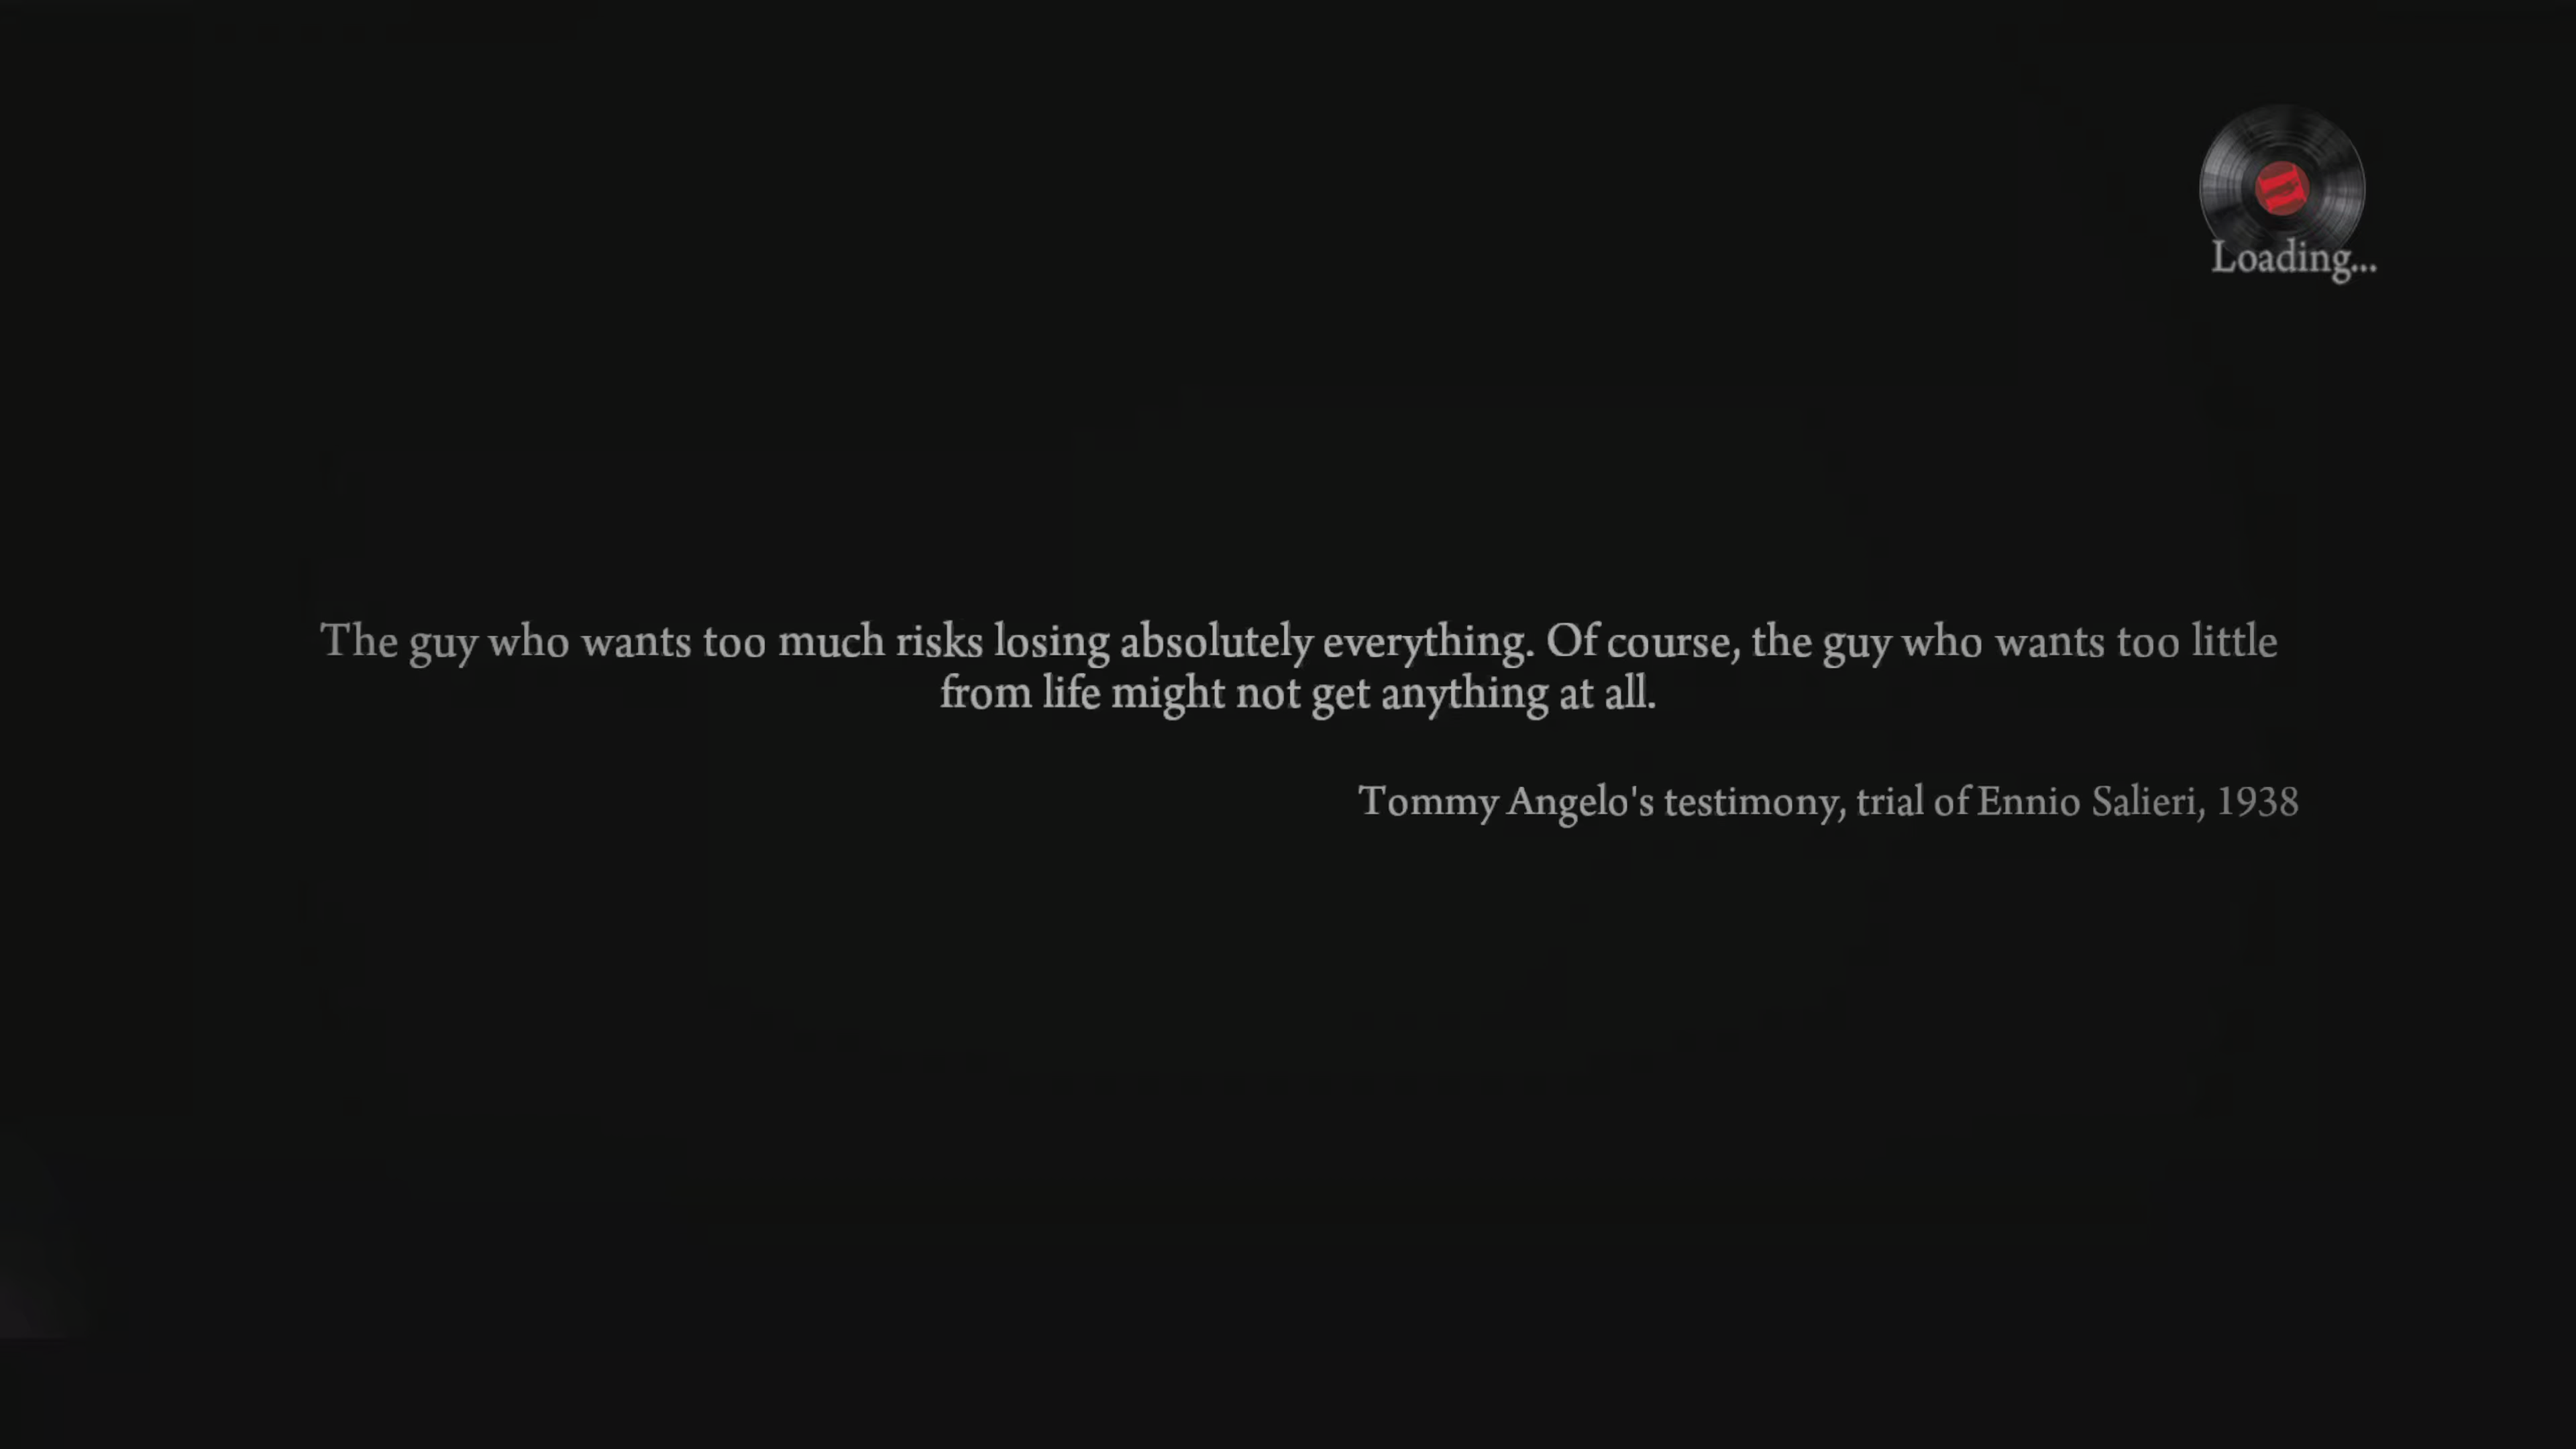 Loading...
The guy who wants too much risks losing absolutely everything. Of course, the guy who wants too little
from life might not get anything at all.
Tommy Angelo's testimony, trial of Ennio Salieri, 1938